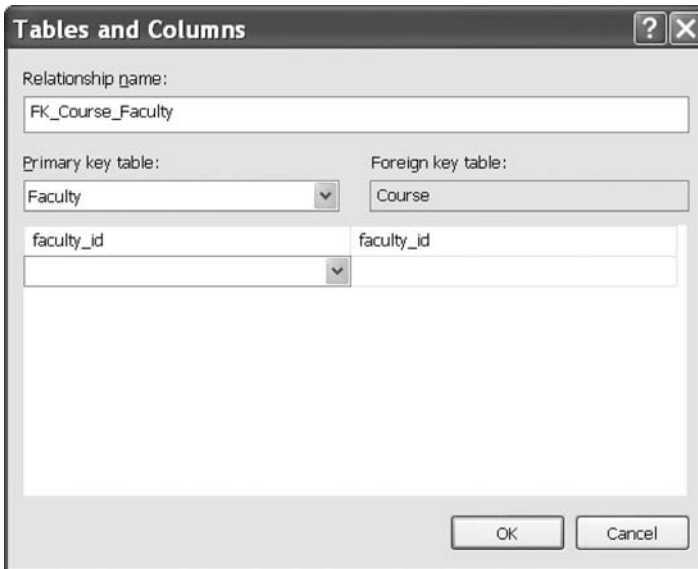 Tables and Columns
Relationship name:
FK_Course_Faculty
Primary key table:
Foreign key table:
Faculty
Course
faculty_id
faculty_id
OK
Cancel